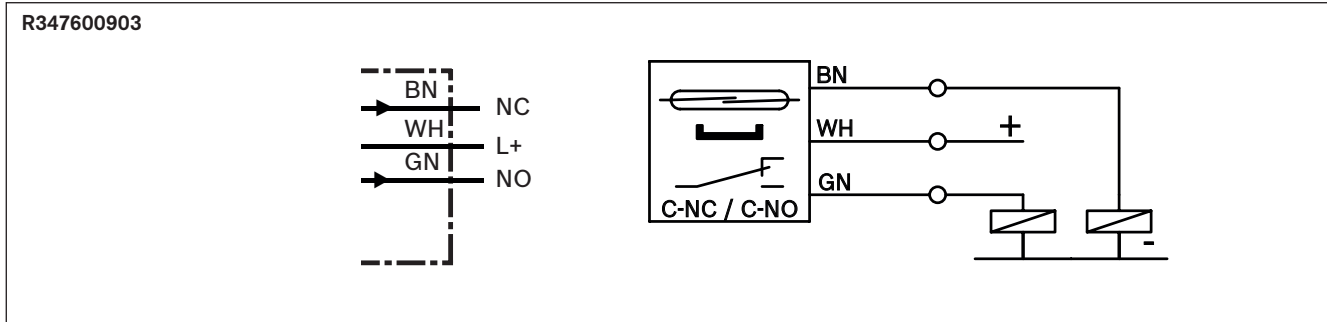 R347600903
BN
NC
WH
L+
GN
NO
BN
WH
+
GN
C-NC / C-NO
-